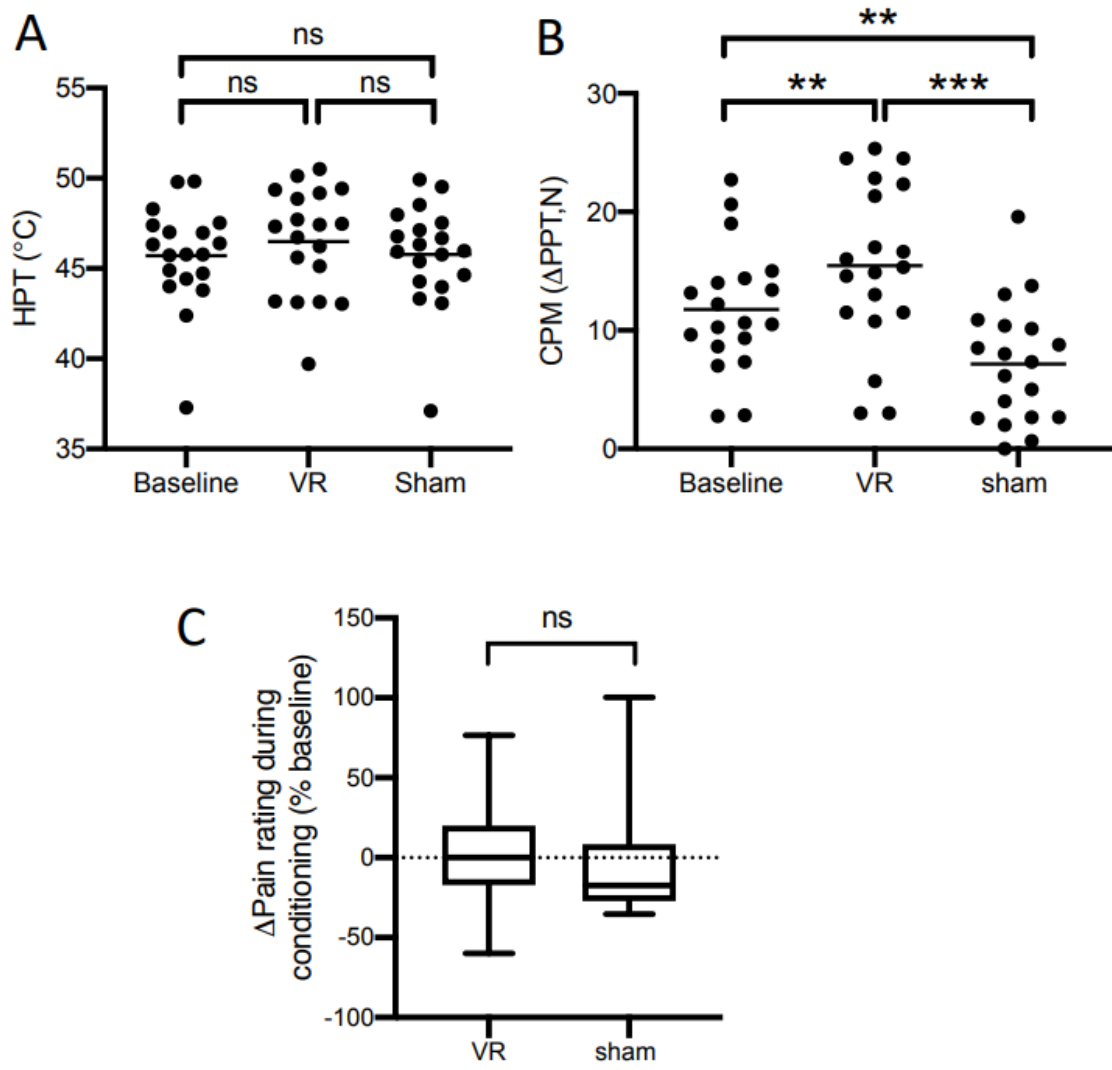 A
ns
ns
ns
HPT (°C)
55
50
45
40
35
Baseline
VR
Sham
B
**
**
***
CPM (ΔPPT,N)
30
20
10
0
Baseline
VR
sham
C
ns
ΔPain rating during
conditioning (% baseline)
150
100
50
0
-50
-100
VR
sham